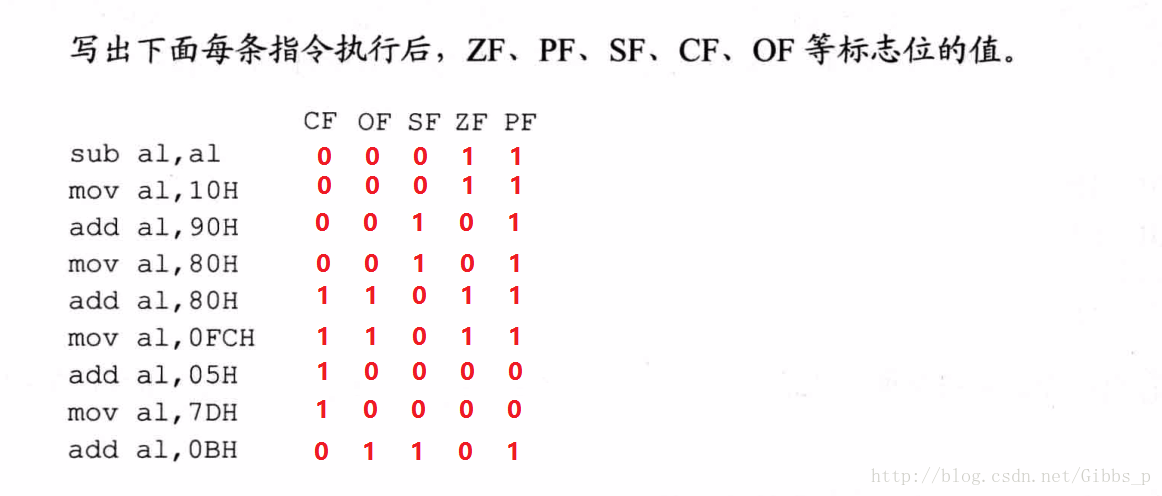 写出下面每条指令执行后，ZF、PF、SF、CF、OF 等标志位的值。
CF OF SF ZF PF
sub al,al 0 0 0 1 1
mov al,10H 0 0 0 1 1
add al,90H 0 0 1 0 1
mov al,80H 0 0 1 0 1
add al,80H 1 1 0 1 1
mov al,0FCH 1 1 0 1 1
add al,05H 1 0 0 0 0
mov al,7DH 1 0 0 0 0
add al,0BH 0 1 1 0 1
http://blog.csdn.net/Gibbs_p